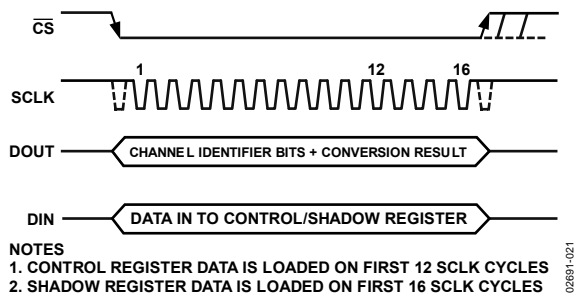 CS
1 12 16
SCLK
DOUT CHANNEL IDENTIFIER BITS + CONVERSION RESULT
DIN DATA IN TO CONTROL/SHADOW REGISTER
NOTES
1. CONTROL REGISTER DATA IS LOADED ON FIRST 12 SCLK CYCLES
2. SHADOW REGISTER DATA IS LOADED ON FIRST 16 SCLK CYCLES
02691-021